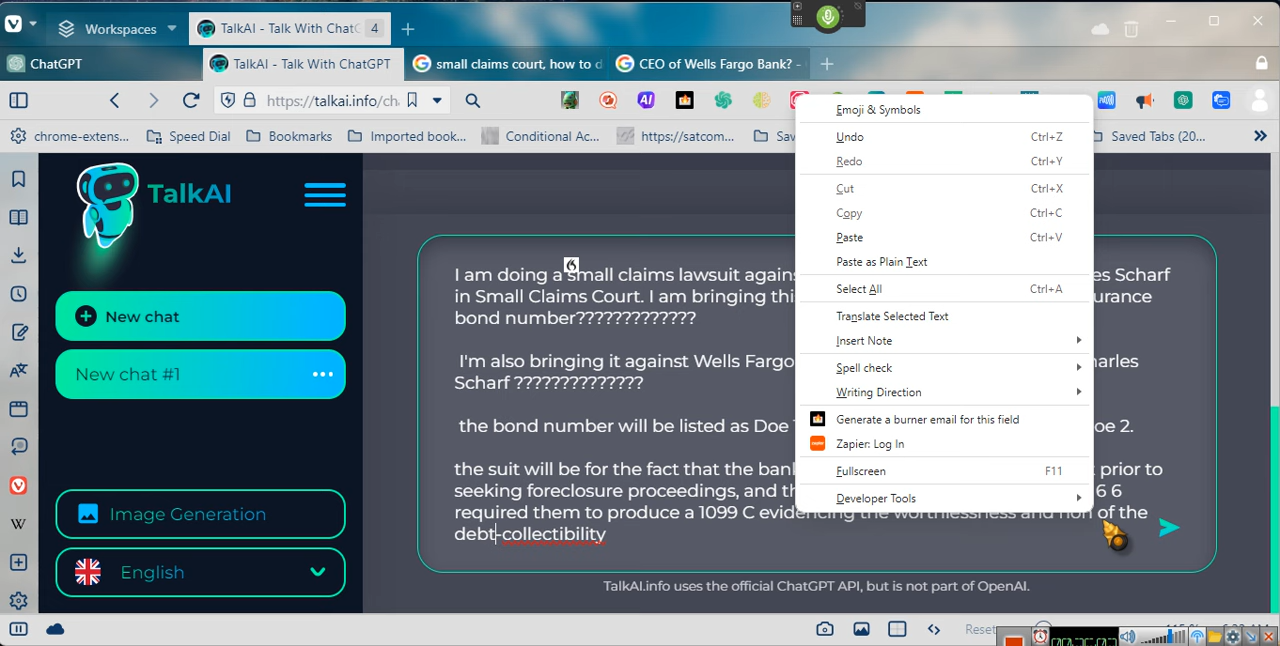 Workspaces
TalkAI - Talk With ChatC 4
ChatGPT
TalkAI - Talk With ChatGPT
small claims court, how to d
CEO of Wells Fargo Bank? -
https://talkai.info/cha
AI
chrome-extens...
Speed Dial
Bookmarks
Imported book...
Conditional Ac...
https://satcom...
Sav
Saved Tabs (20...
TalkAI
New chat
New chat #1
Image Generation
English
I am doing a small claims lawsuit agains
es Scharf
in Small Claims Court. I am bringing this
urance
bond number?????????????
I'm also bringing it against Wells Fargo
arles
Scharf ??????????????
the bond number will be listed as Doe
oe 2.
the suit will be for the fact that the ban
prior to
seeking foreclosure proceedings, and th
6 6
required them to produce a 1099 C evidencing the worthlessness and non of the
debt-collectibility
TalkAI.info uses the official ChatGPT API, but is not part of OpenAI.
Emoji & Symbols
Undo Ctrl+Z
Redo Ctrl+Y
Cut Ctrl+X
Copy Ctrl+C
Paste Ctrl+V
Paste as Plain Text
Select All Ctrl+A
Translate Selected Text
Insert Note
Spell check
Writing Direction
Generate a burner email for this field
Zapier: Log In
Fullscreen F11
Developer Tools
W
Reset